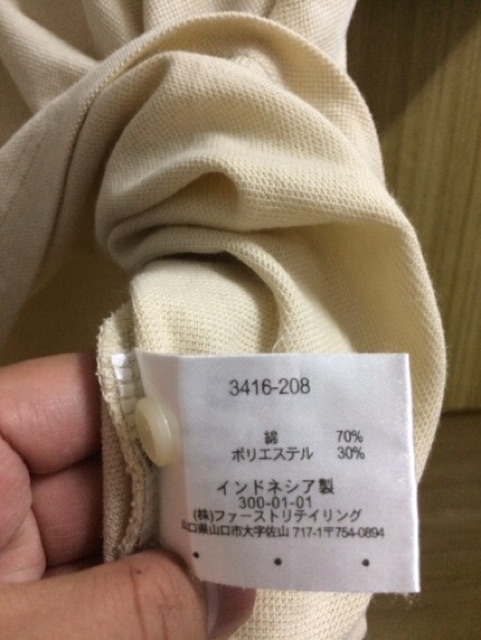 3416-208
綿 70%
ポリエステル 30%
インドネシア製
300-01-01
(株)ファーストリテイリング
山口県山口市大字佐山 717-1〒754-0894